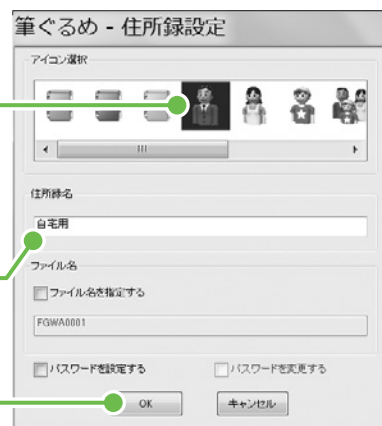 筆ぐるめ - 住所録設定
アイコン選択
住所録名
自宅用
ファイル名
ファイル名を指定する
FGWA0001
パスワードを設定する パスワードを変更する
OK キャンセル